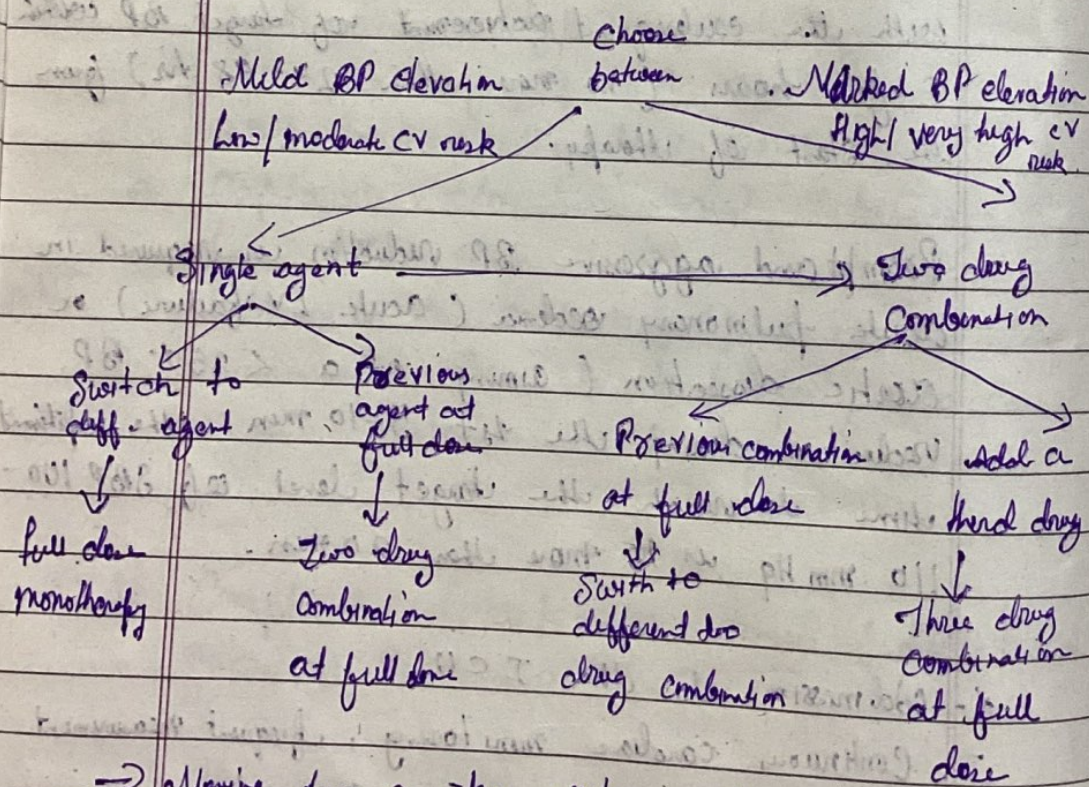 Choose
Mild BP elevation
between
Marked BP elevation
Low/moderate CV risk
High/very high CV
risk
Single agent
Two drug
Combination
Switch to
diff. agent
Previous
agent at
full dose
Previous combination
at full dose
Add a
third drug
full dose
monotherapy
Two drug
combination
at full dose
Swith to
different two
drug combination
Three drug
combination
at full
dose